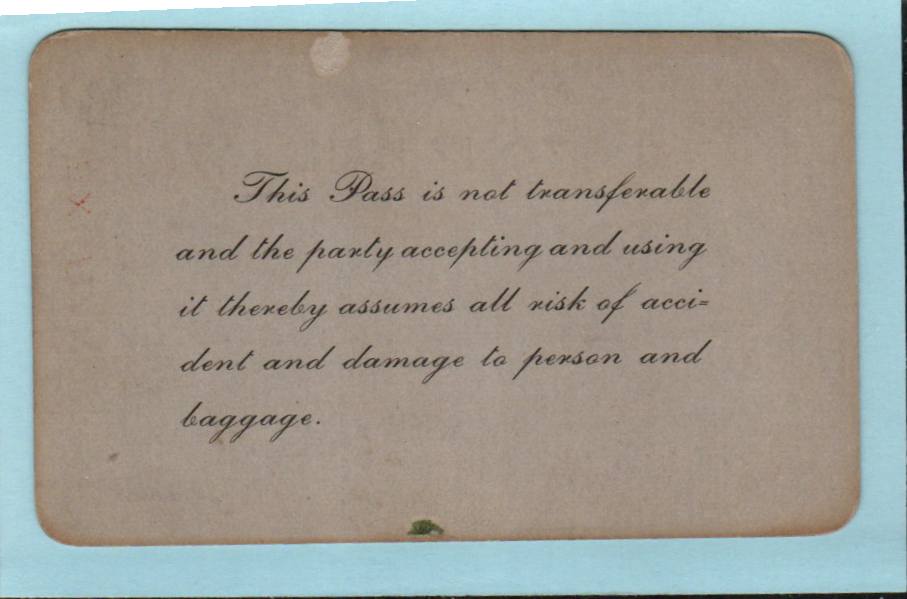 This Pass is not transferable
and the party accepting and using
it thereby assumes all risk of acci=
dent and damage to person and
baggage.